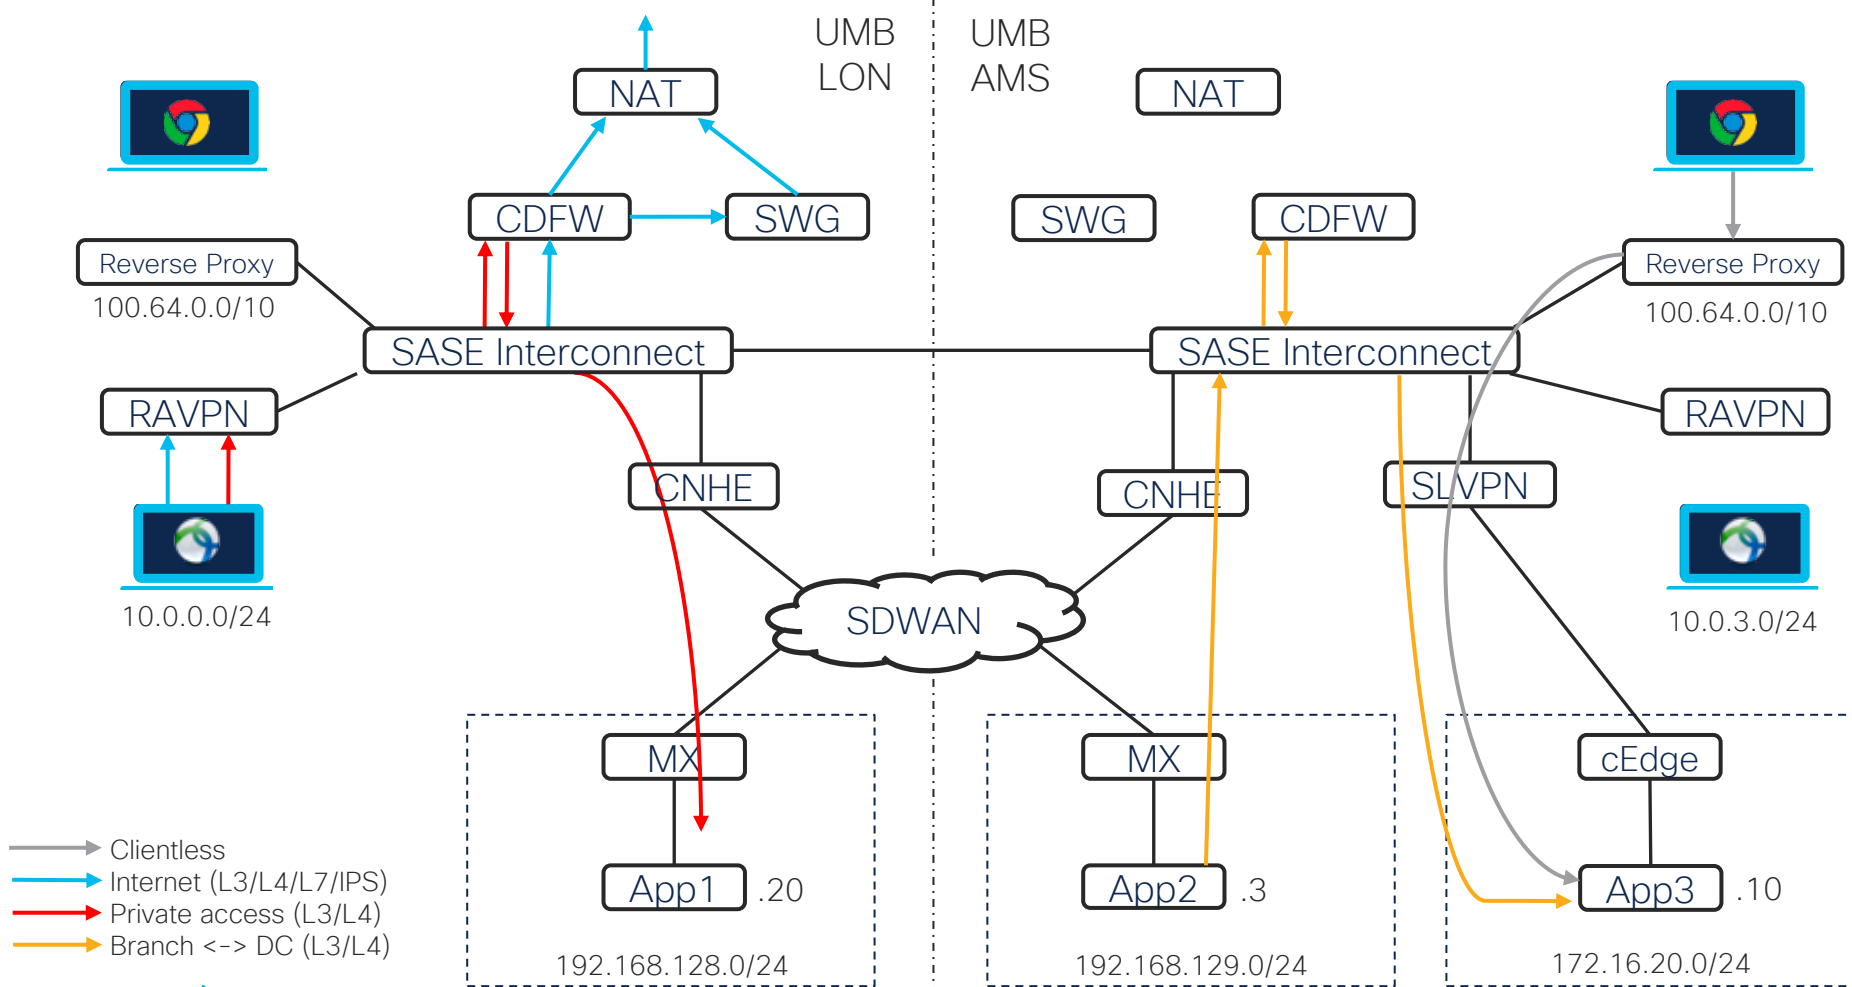 UMB
LON
UMB
AMS
NAT
NAT
CDFW
SWG
SWG
CDFW
Reverse Proxy
100.64.0.0/10
Reverse Proxy
100.64.0.0/10
SASE Interconnect
SASE Interconnect
RAVPN
RAVPN
CNHE
CNHE
SLVPN
10.0.0.0/24
SDWAN
10.0.3.0/24
MX
MX
cEdge
App1
.20
App2
.3
App3
.10
192.168.128.0/24
192.168.129.0/24
172.16.20.0/24
Clientless
Internet (L3/L4/L7/IPS)
Private access (L3/L4)
Branch <-> DC (L3/L4)